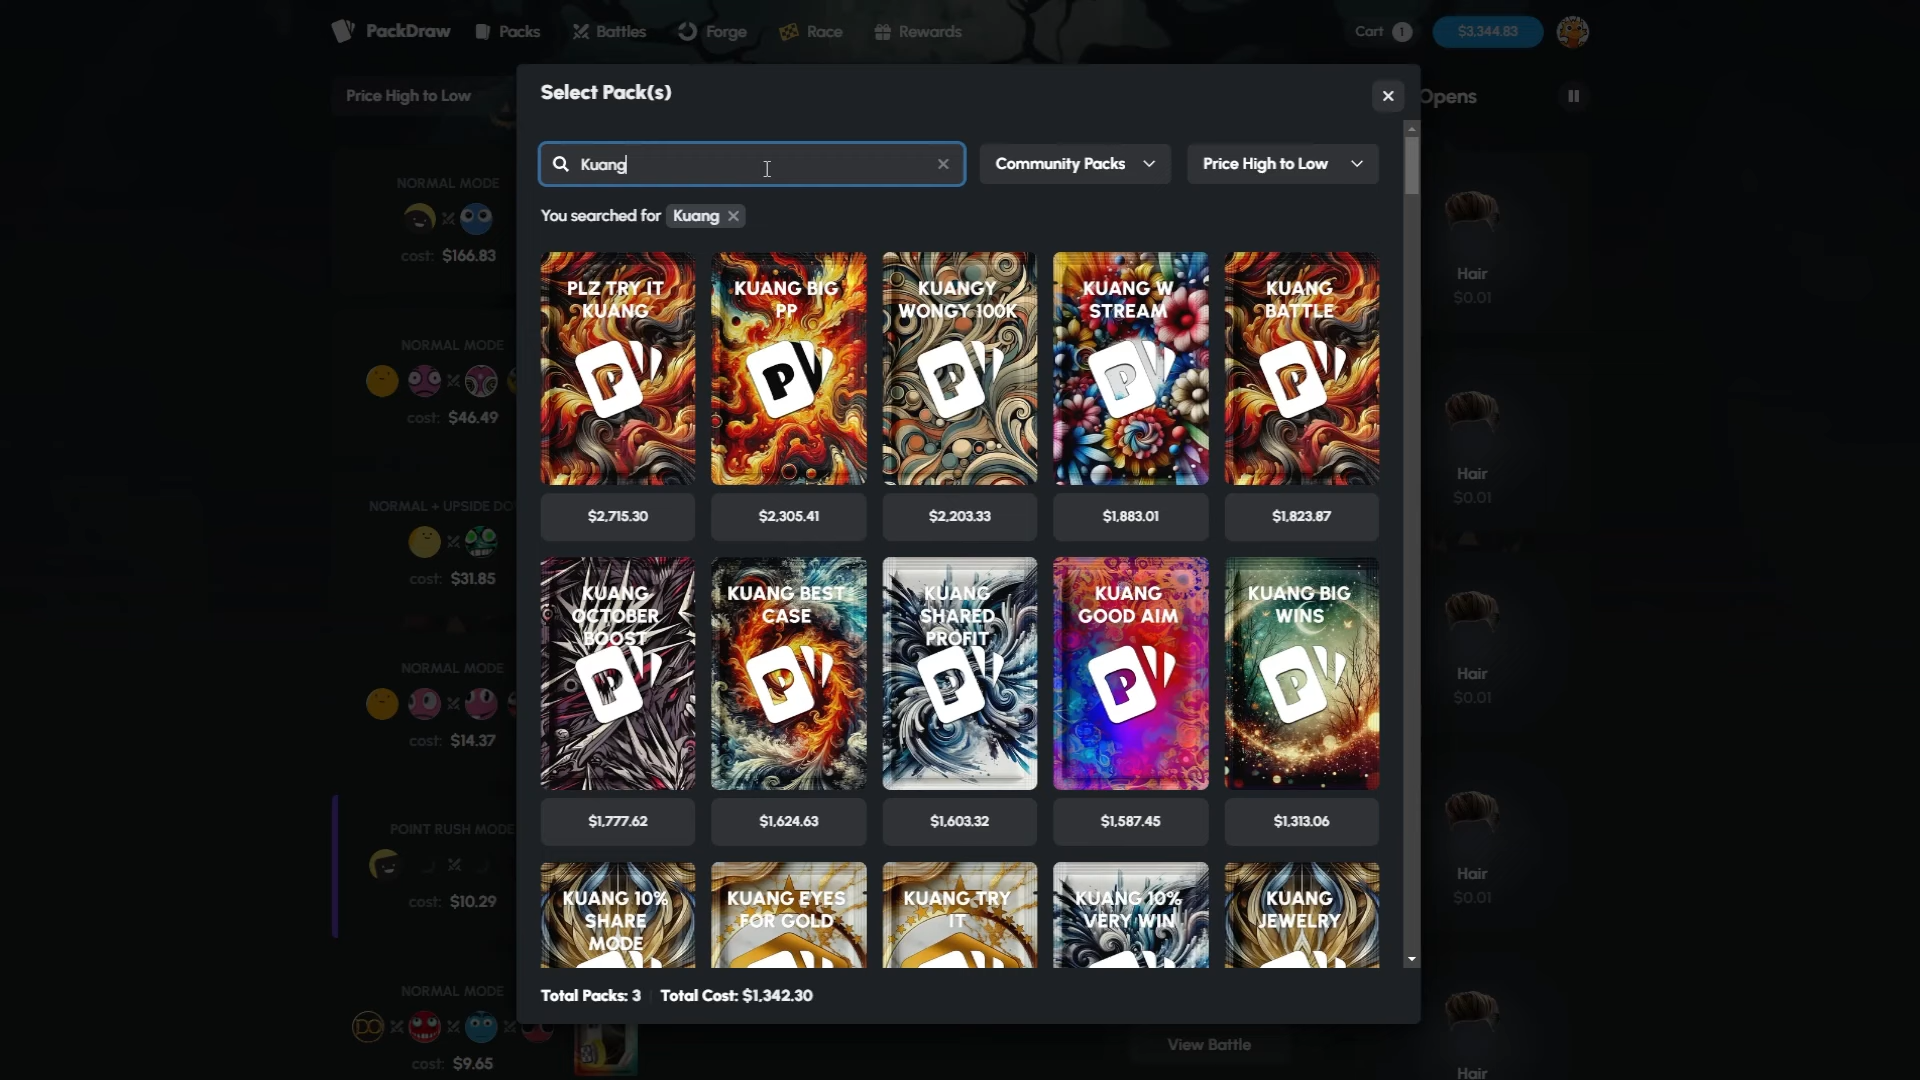 PackDraw
Packs
Battles
Forge
Race
Rewards
Cart 1
$3,344.83
Price High to Low
Opens
Select Pack(s)
Kuang
Community Packs
Price High to Low
You searched for Kuang
NORMAL MODE
cost: $166.83
NORMAL MODE
cost: $46.49
NORMAL + UPSIDE DO
cost: $31.85
NORMAL MODE
cost: $14.37
POINT RUSH MODE
cost: $10.29
NORMAL MODE
DO
cost: $9.65
PLZ TRY IT
KUANG
P
$2,715.30
KUANG BIG
PP
P
$2,305.41
KUANGY
WONGY 100K
P
$2,203.33
KUANG W
STREAM
P
$1,883.01
KUANG
BATTLE
P
$1,823.87
KUANG
OCTOBER
BOOST
P
$1,777.62
KUANG BEST
CASE
P
$1,624.63
KUANG
SHARED
PROFIT
P
$1,603.32
KUANG
GOOD AIM
P
$1,587.45
KUANG BIG
WINS
P
$1,313.06
KUANG 10%
SHARE
MODE
KUANG EYES
FOR GOLD
KUANG TRY
IT
KUANG 10%
VERY WIN
KUANG
JEWELRY
Total Packs: 3
Total Cost: $1,342.30
View Battle
Hair
$0.01
Hair
$0.01
Hair
$0.01
Hair
$0.01
Hair